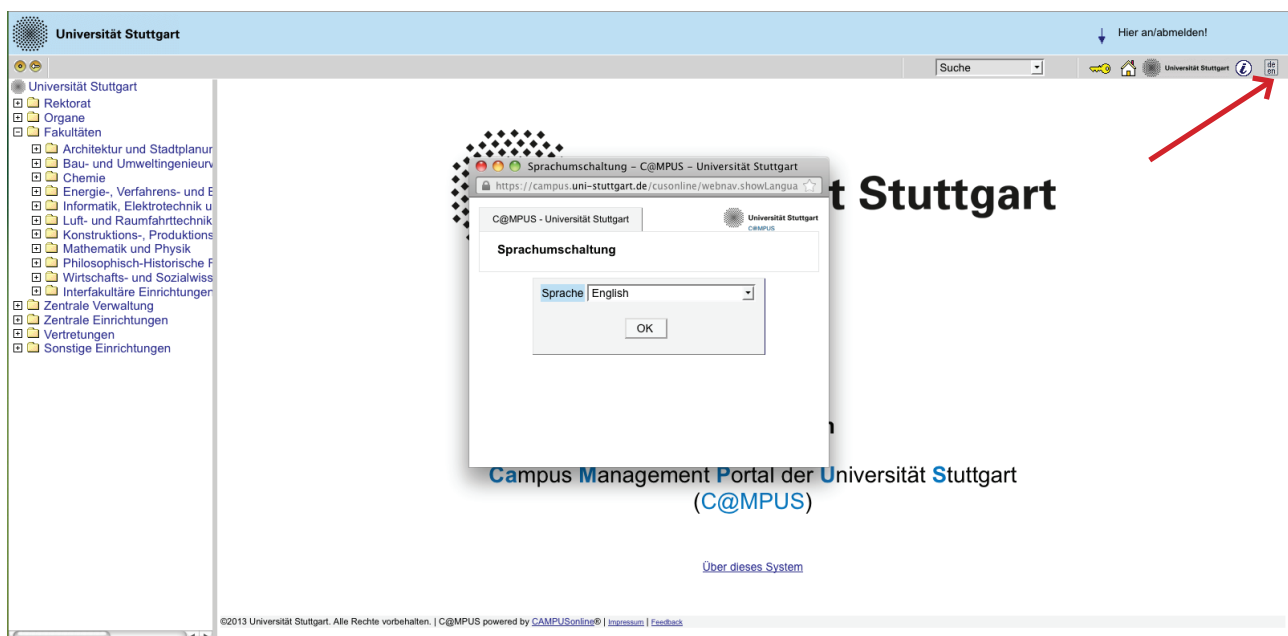 Universität Stuttgart
Hier an/abmelden!
Suche
Universität Stuttgart
de
en
Universität Stuttgart
Rektorat
Organe
Fakultäten
Architektur und Stadtplanur
Bau- und Umweltingenieurv
Chemie
Energie-, Verfahrens- und E
Informatik, Elektrotechnik u
Luft- und Raumfahrttechnik
Konstruktions-, Produktions
Mathematik und Physik
Philosophisch-Historische F
Wirtschafts- und Sozialwiss
Interfakultäre Einrichtungen
Zentrale Verwaltung
Zentrale Einrichtungen
Vertretungen
Sonstige Einrichtungen
t Stuttgart
Sprachumschaltung – C@MPUS – Universität Stuttgart
https://campus.uni-stuttgart.de/cusonline/webnav.showLangua
C@MPUS - Universität Stuttgart
Universität Stuttgart
C@MPUS
Sprachumschaltung
Sprache English
OK
n
Campus Management Portal der Universität Stuttgart
(C@MPUS)
Über dieses System
©2013 Universität Stuttgart. Alle Rechte vorbehalten. | C@MPUS powered by CAMPUSonline® | Impressum | Feedback